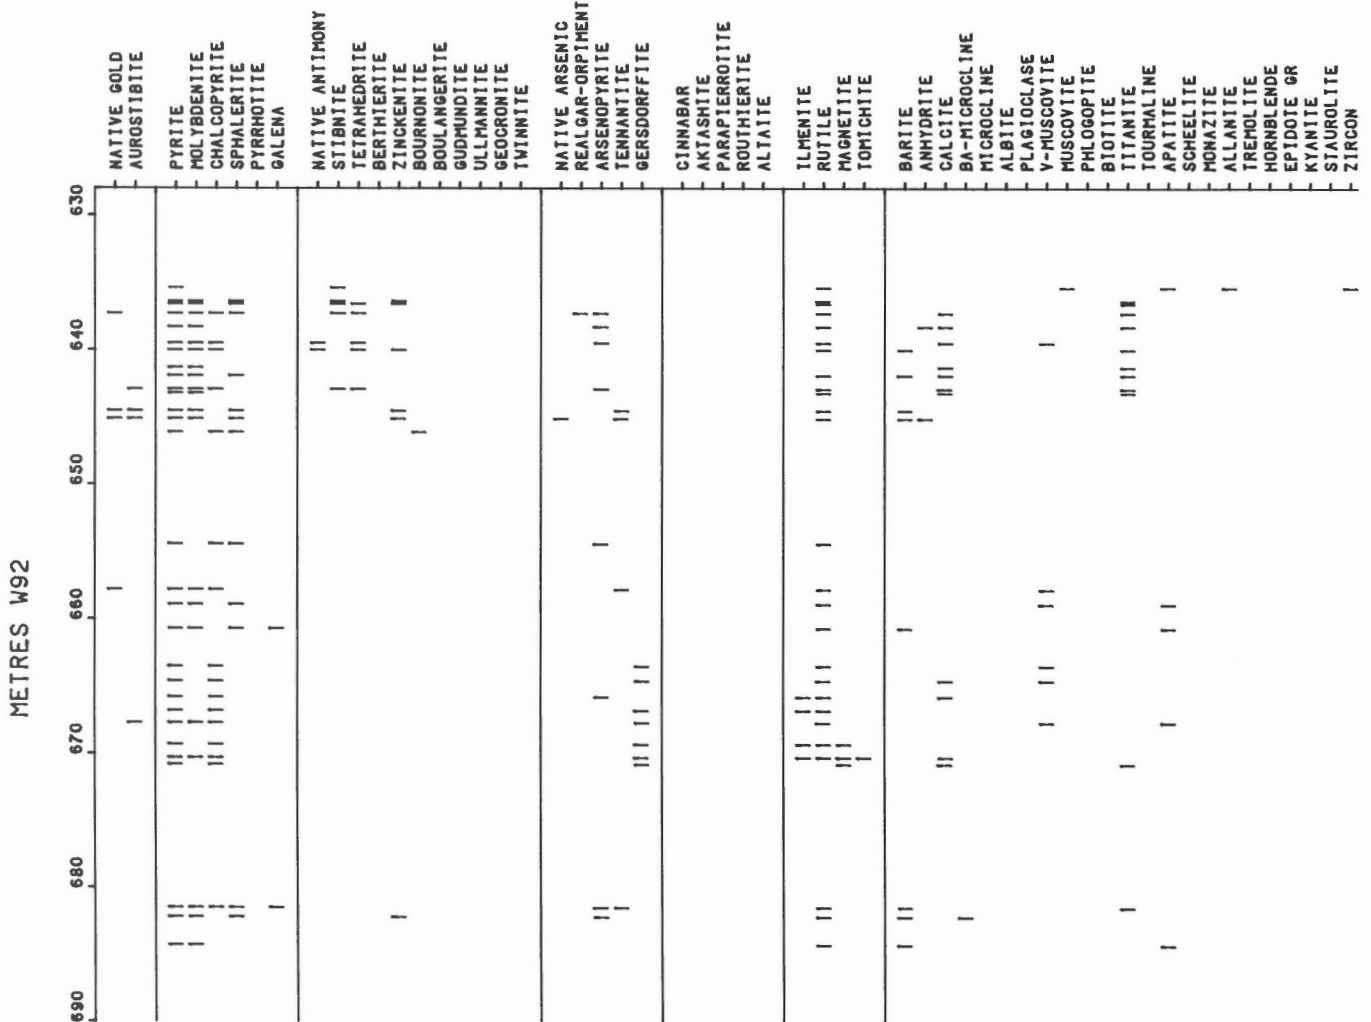 NATIVE GOLD
AUROSTIBITE
PYRITE
MOLYBDENITE
CHALCOPYRITE
SPHALERITE
PYRRHOTITE
GALENA
NATIVE ANTIMONY
STIBNITE
TETRAHEDRITE
BERTHIERITE
ZINCKENITE
BOURNONITE
BOULANGERITE
GUDMUNDITE
ULLMANNITE
GEOCRONITE
TWINNITE
NATIVE ARSENIC
REALGAR-ORPIMENT
ARSENOPYRITE
TENNANTITE
GERSDORFFITE
CINNABAR
AKTASHITE
PARAPIERROTITE
ROUTHIERITE
ALTAITE
ILMENITE
RUTILE
MAGNETITE
TOMICHITE
BARITE
ANHYDRITE
CALCITE
BA-MICROCLINE
MICROCLINE
ALBITE
PLAGIOCLASE
V-MUSCOVITE
MUSCOVITE
PHLOGOPITE
BIOTITE
TITANITE
TOURMALINE
APATITE
SCHEELITE
MONAZITE
ALLANITE
TREMOLITE
HORNBLENDE
EPIDOTE GR
KYANITE
STAUROLITE
ZIRCON
630
640
650
660
670
680
690
METRES W92